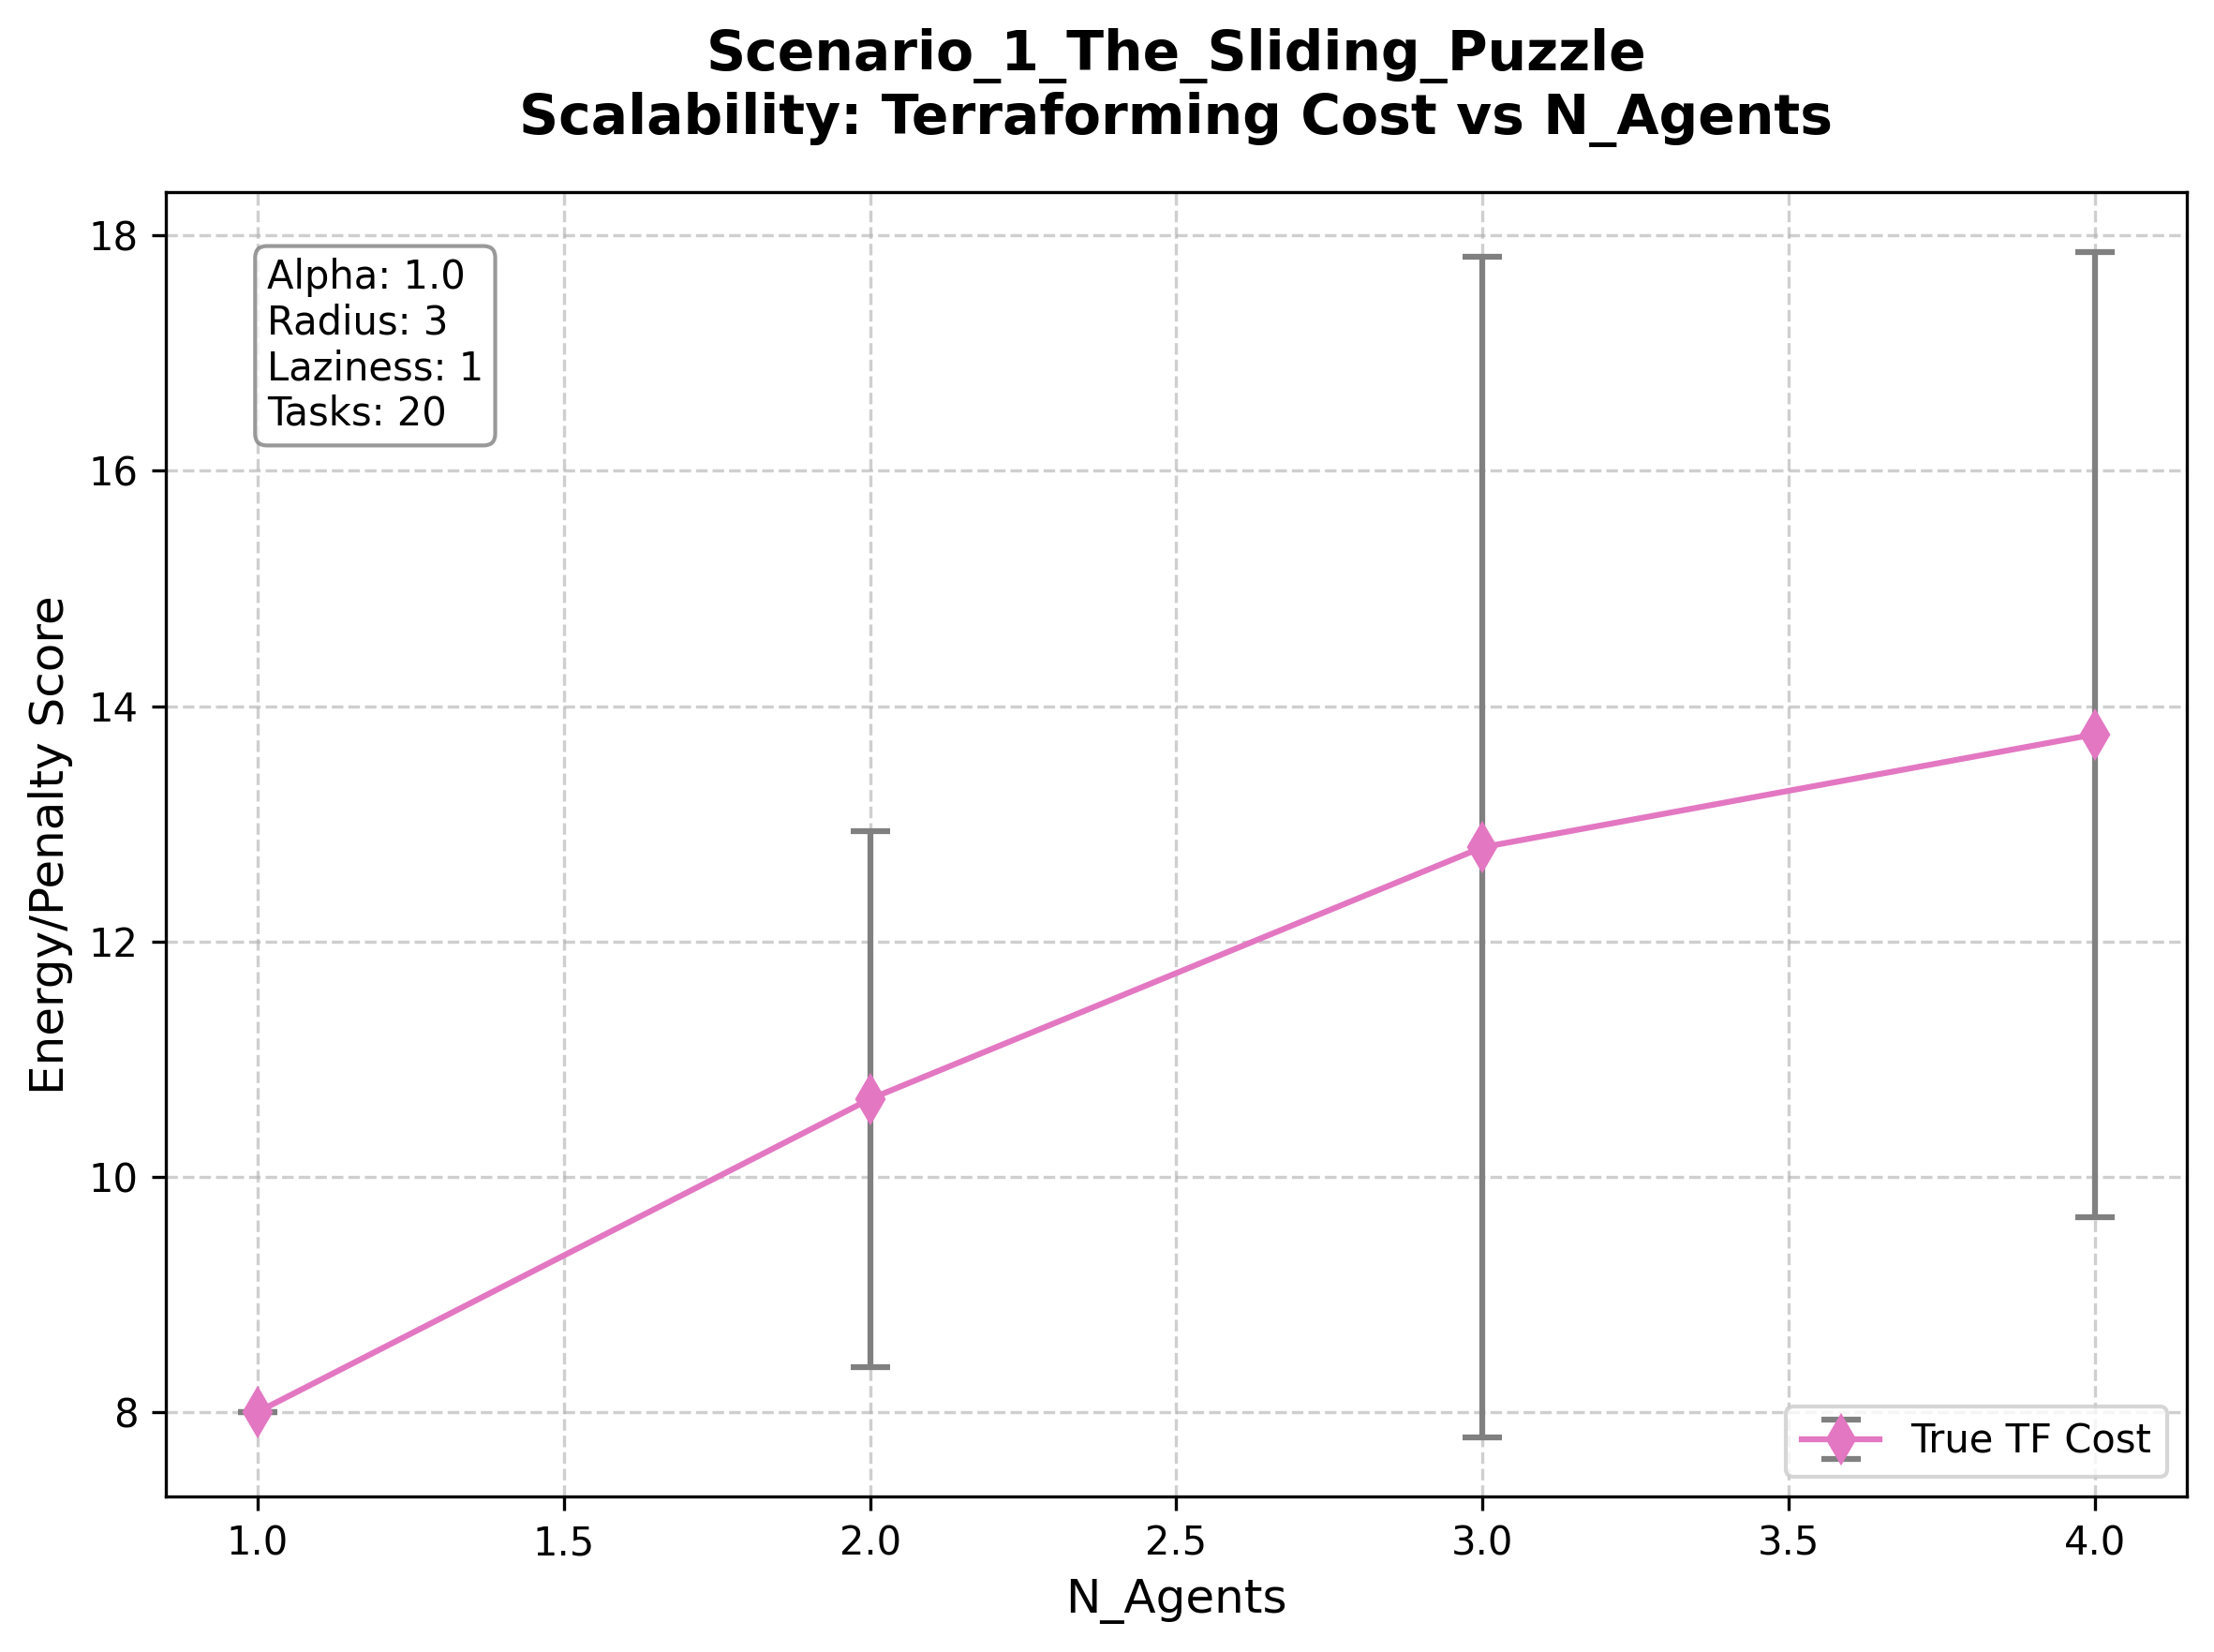 Scenario_1_The_Sliding_Puzzle
Scalability: Terraforming Cost vs N_Agents
18
16
14
12
10
8
Energy/Penalty Score
Alpha: 1.0
Radius: 3
Laziness: 1
Tasks: 20
True TF Cost
1.0
1.5
2.0
2.5
3.0
3.5
4.0
N_Agents